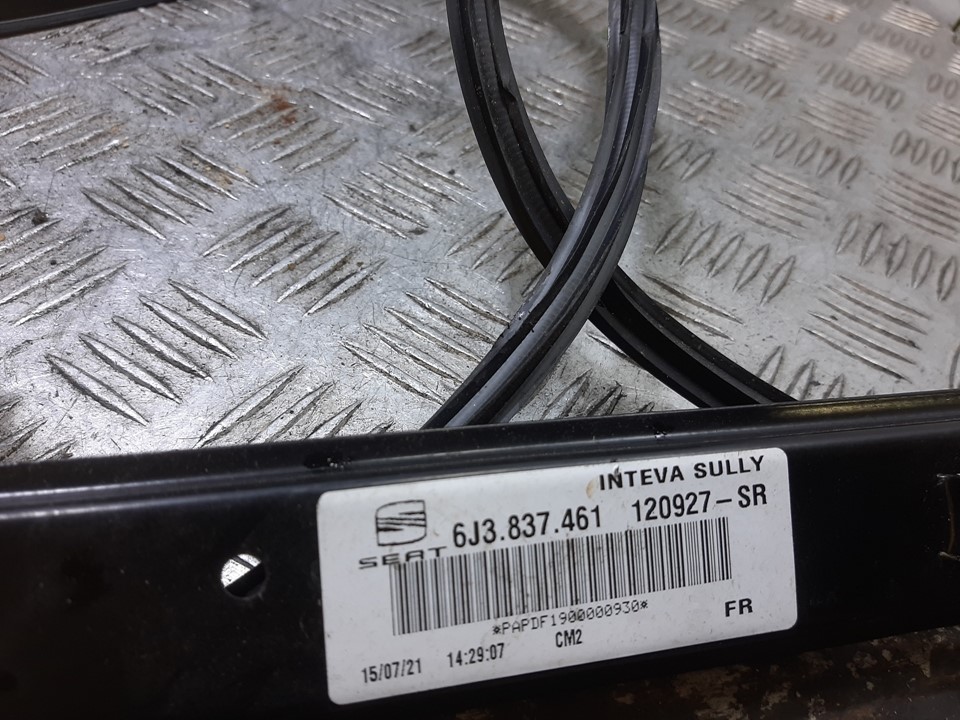 INTEVA SULLY
SEAT 6J3.837.461 120927-SR
*PAPDF1900000930*
FR
15/07/21 14:29:07 CM2